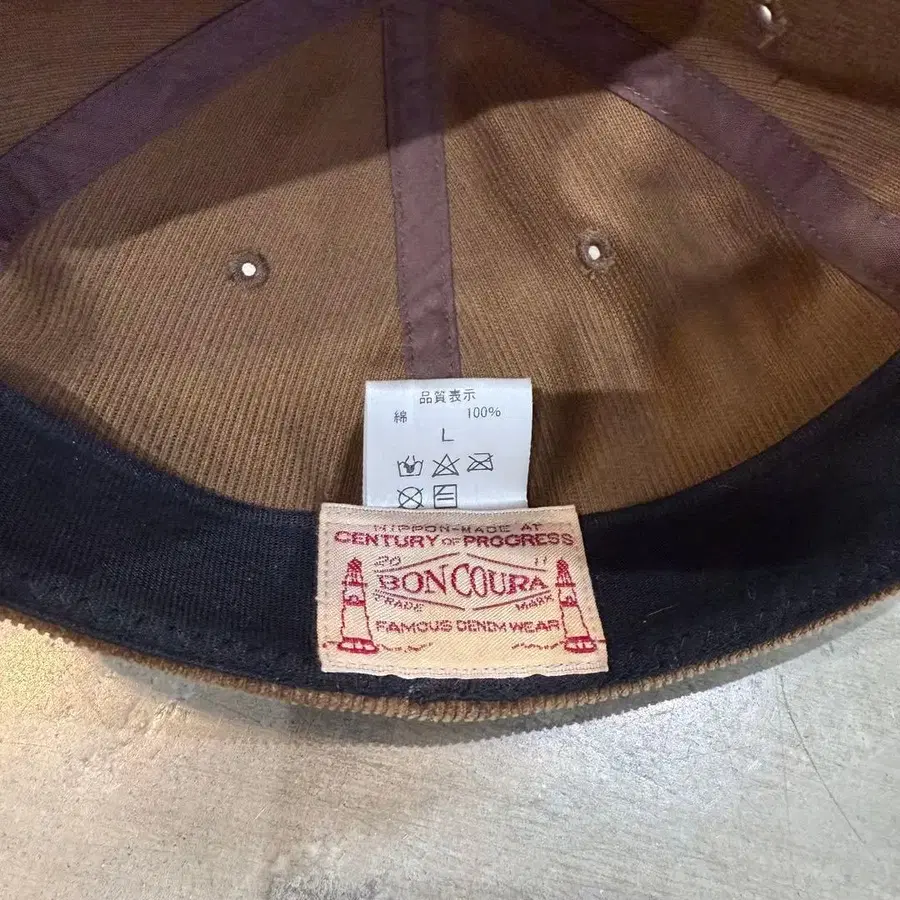 品質表示
綿 100%
L
NIPPON-MADE AT
CENTURY OF PROGRESS
20 11
BONCOURA
TRADE MARK
FAMOUS DENIM WEAR